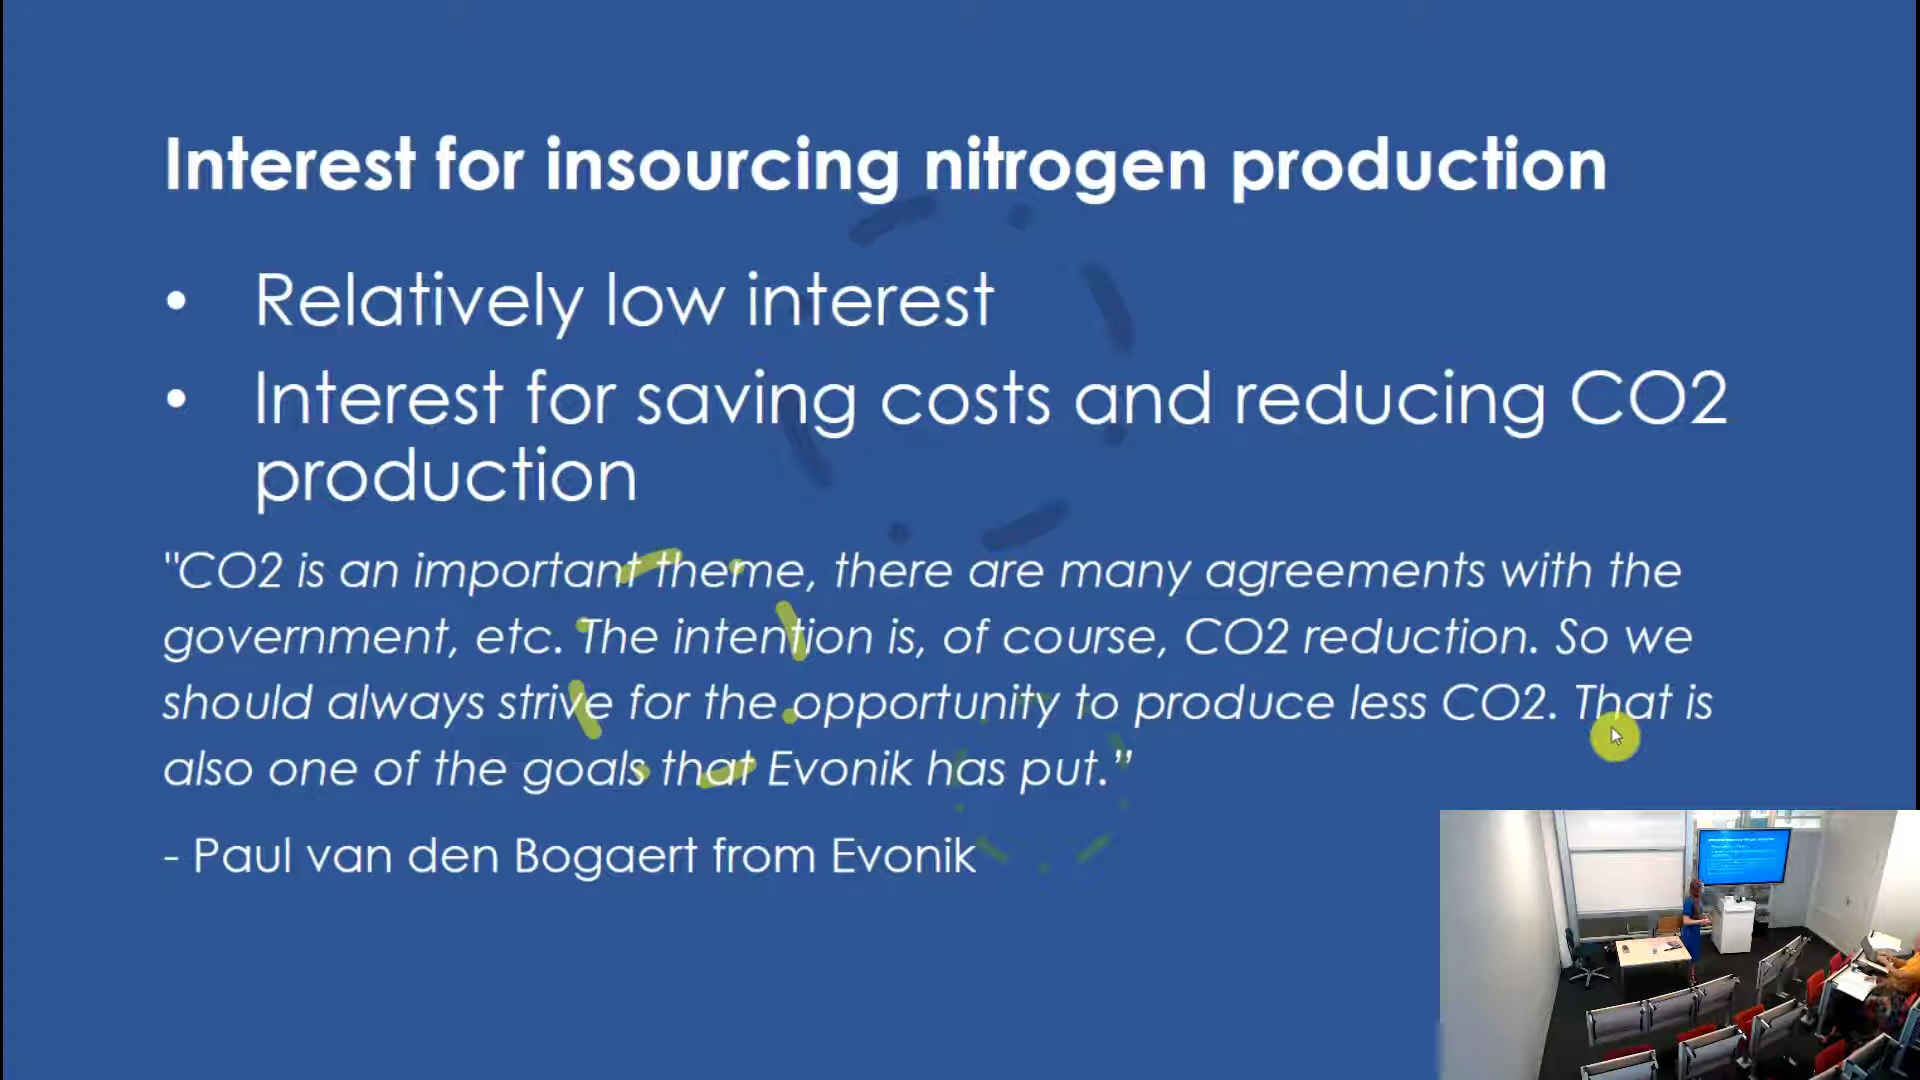 Interest for insourcing nitrogen production
• Relatively low interest
• Interest for saving costs and reducing CO2
production
"CO2 is an important theme, there are many agreements with the
government, etc. The intention is, of course, CO2 reduction. So we
should always strive for the opportunity to produce less CO2. That is
also one of the goals that Evonik has put.”
- Paul van den Bogaert from Evonik